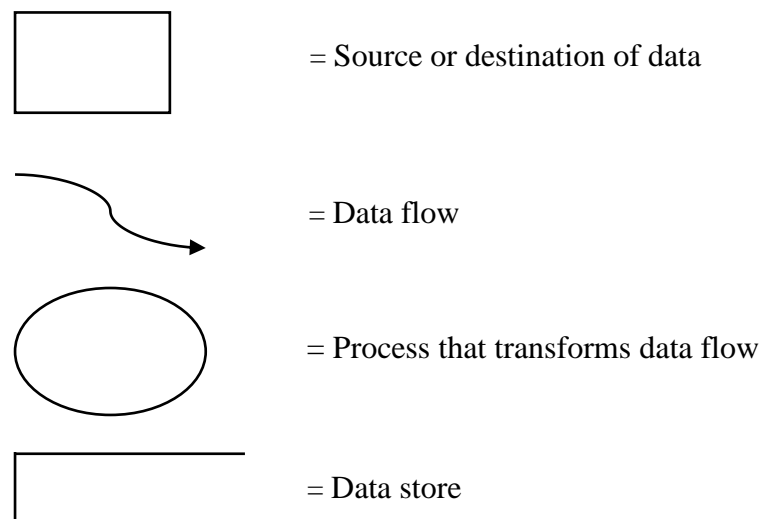 = Source or destination of data
= Data flow
= Process that transforms data flow
= Data store